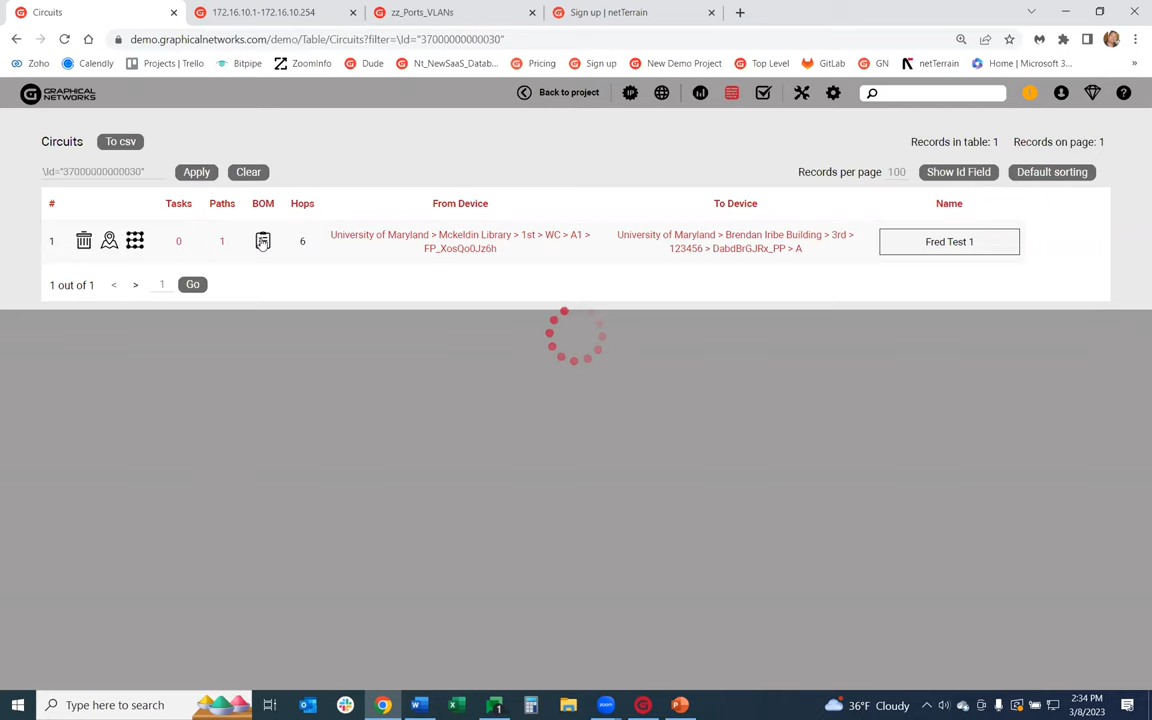 Circuits
172.16.10.1-172.16.10.254
zz_Ports_VLANs
Sign up | netTerrain
demo.graphicalnetworks.com/demo/Table/Circuits?filter=\Id="37000000000030"
Zoho
Calendly
Projects | Trello
Bitpipe
ZoomInfo
Dude
Nt_NewSaaS_Datab...
Pricing
Sign up
New Demo Project
Top Level
GitLab
GN
netTerrain
Home | Microsoft 3...
»
GRAPHICAL
NETWORKS
Back to project
IP
Circuits
To csv
Records in table: 1
Records on page: 1
\Id="37000000000030"
Apply
Clear
Records per page
100
Show Id Field
Default sorting
#
Tasks
Paths
BOM
Hops
From Device
To Device
Name
1
0
1
6
University of Maryland > Mckeldin Library > 1st > WC > A1 >
FP_XosQo0Jz6h
University of Maryland > Brendan Iribe Building > 3rd >
123456 > DabdBrGJRx_PP > A
Fred Test 1
1 out of 1
<
>
1
Go
Type here to search
36°F Cloudy
2:34 PM
3/8/2023